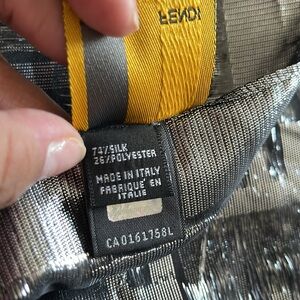 FENDI
74%SILK
26%POLYESTER
MADE IN ITALY
FABRIQUÉ EN
ITALIE
CA0161758L